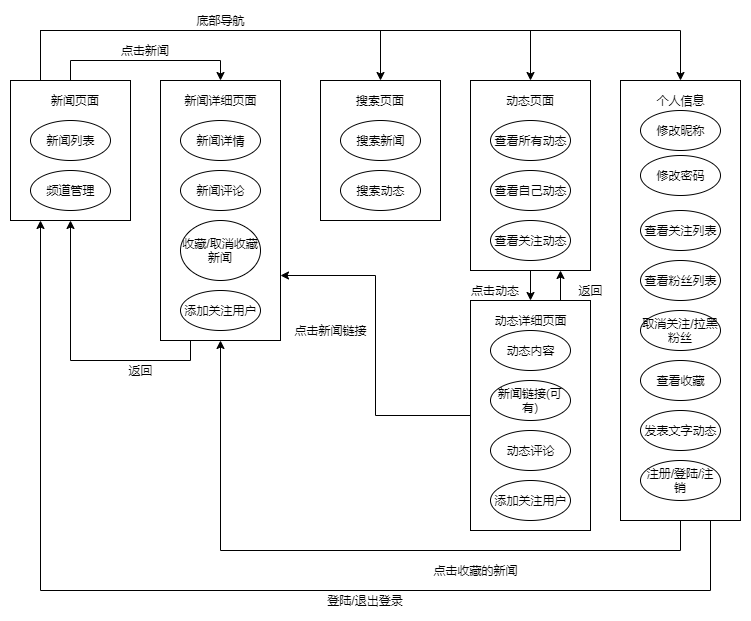 底部导航
点击新闻
新闻页面
新闻列表
频道管理
新闻详细页面
新闻详情
新闻评论
收藏/取消收藏
新闻
添加关注用户
搜索页面
搜索新闻
搜索动态
动态页面
查看所有动态
查看自己动态
查看关注动态
个人信息
修改昵称
修改密码
查看关注列表
查看粉丝列表
取消关注/拉黑
粉丝
查看收藏
发表文字动态
注册/登陆/注
销
点击动态
返回
动态详细页面
动态内容
新闻链接(可
有)
动态评论
添加关注用户
点击新闻链接
返回
点击收藏的新闻
登陆/退出登录